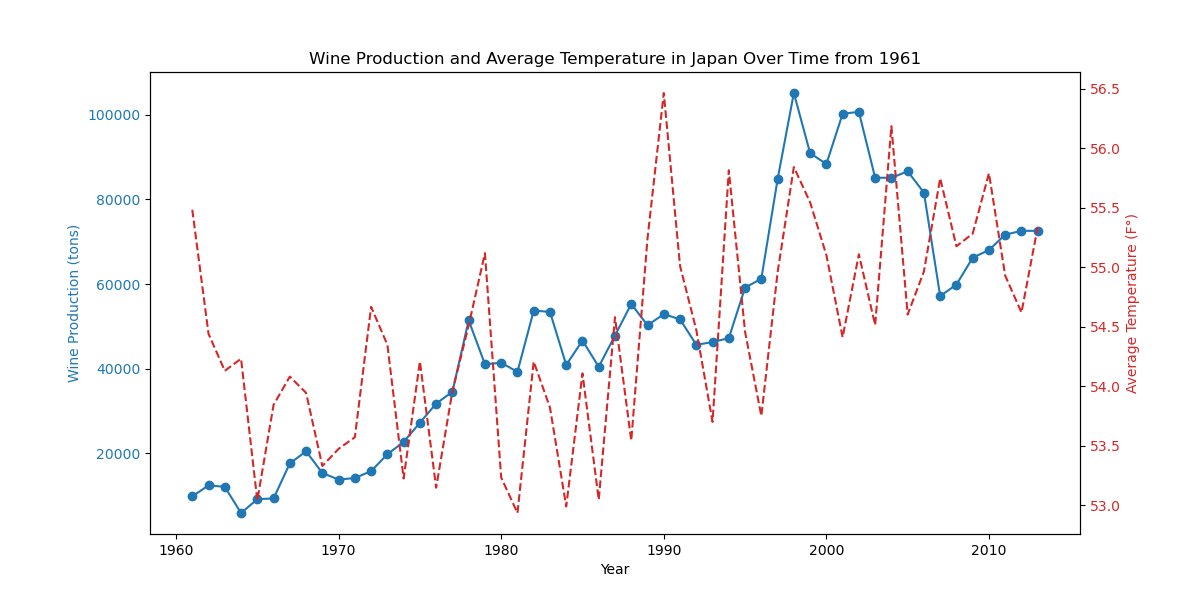 Wine Production and Average Temperature in Japan Over Time from 1961
Wine Production (tons)
100000
80000
60000
40000
20000
56.5
56.0
55.5
55.0
54.5
54.0
53.5
53.0
Average Temperature (F°)
1960 1970 1980 1990 2000 2010
Year